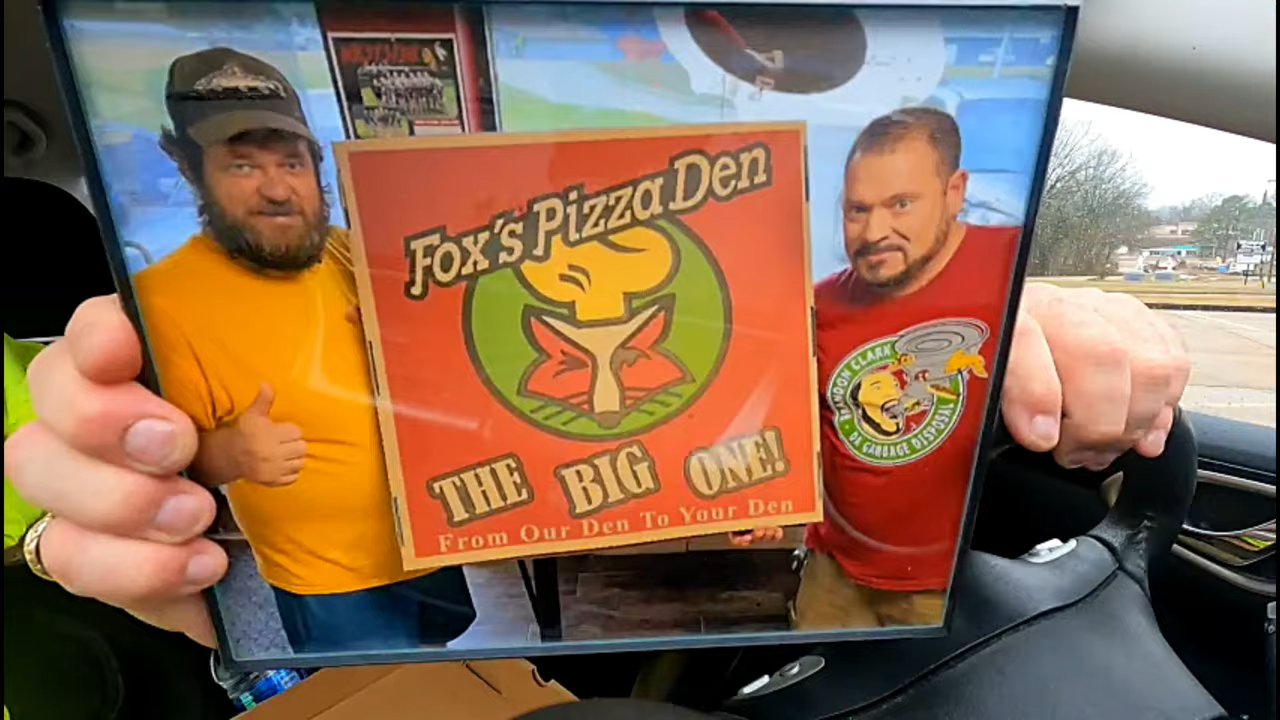 Fox's Pizza Den
THE BIG ONE!
From Our Den To Your Den
BRANDON CLARK
DA GARBAGE DISPOSAL